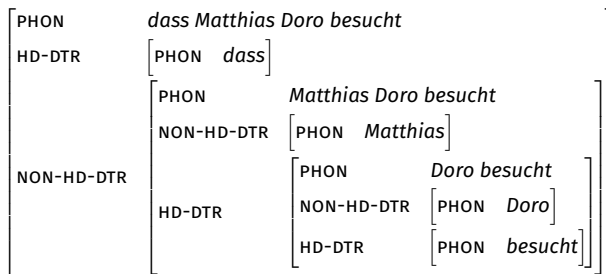 PHON dass Matthias Doro besucht
HD-DTR [PHON dass]
PHON Matthias Doro besucht
NON-HD-DTR [PHON Matthias]
NON-HD-DTR
PHON Doro besucht
HD-DTR NON-HD-DTR [PHON Doro]
HD-DTR [PHON besucht]